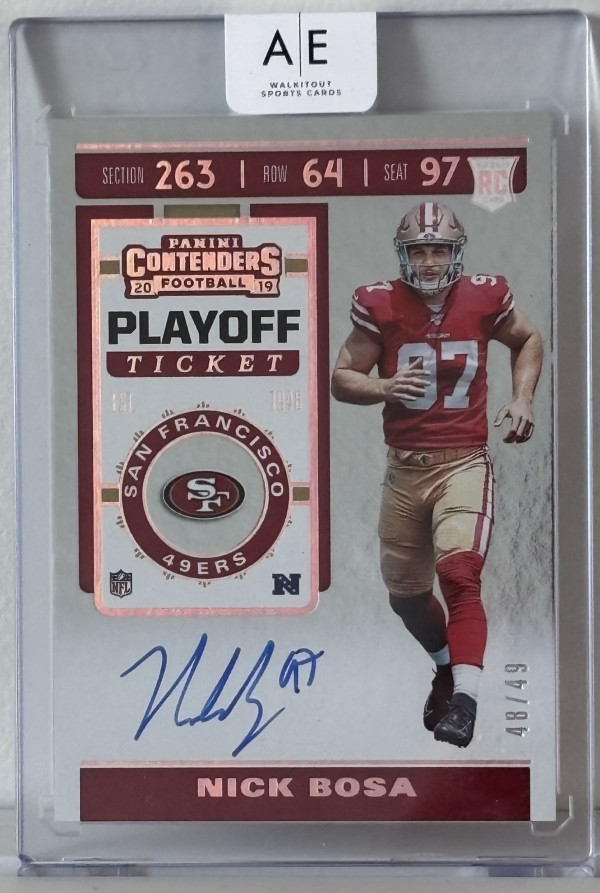 A|E
WALKITOUT
SPORTS CARDS
SECTION 263 | ROW 64 | SEAT 97
RC
PANINI
CONTENDERS
20 FOOTBALL 19
PLAYOFF
TICKET
EST. 1946
SAN FRANCISCO
SF
49ERS
NFL
N
97
48/49
NICK BOSA